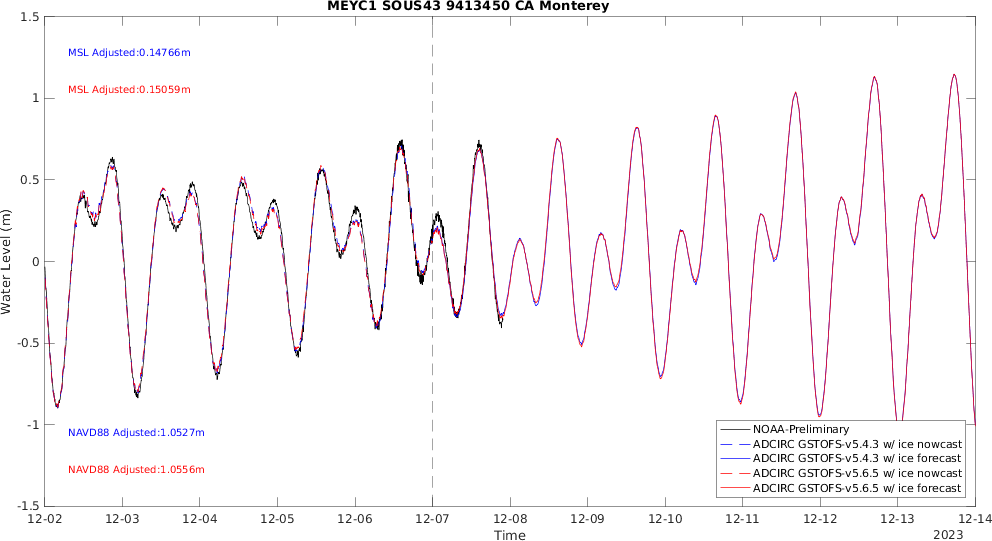 MEYC1 SOUS43 9413450 CA Monterey
1.5
1
0.5
0
-0.5
-1
-1.5
Water Level (m)
MSL Adjusted:0.14766m
MSL Adjusted:0.15059m
NAVD88 Adjusted:1.0527m
NAVD88 Adjusted:1.0556m
NOAA-Preliminary
ADCIRC GSTOFS-v5.4.3 w/ ice nowcast
ADCIRC GSTOFS-v5.4.3 w/ ice forecast
ADCIRC GSTOFS-v5.6.5 w/ ice nowcast
ADCIRC GSTOFS-v5.6.5 w/ ice forecast
12-02 12-03 12-04 12-05 12-06 12-07 12-08 12-09 12-10 12-11 12-12 12-13 12-14
Time
2023